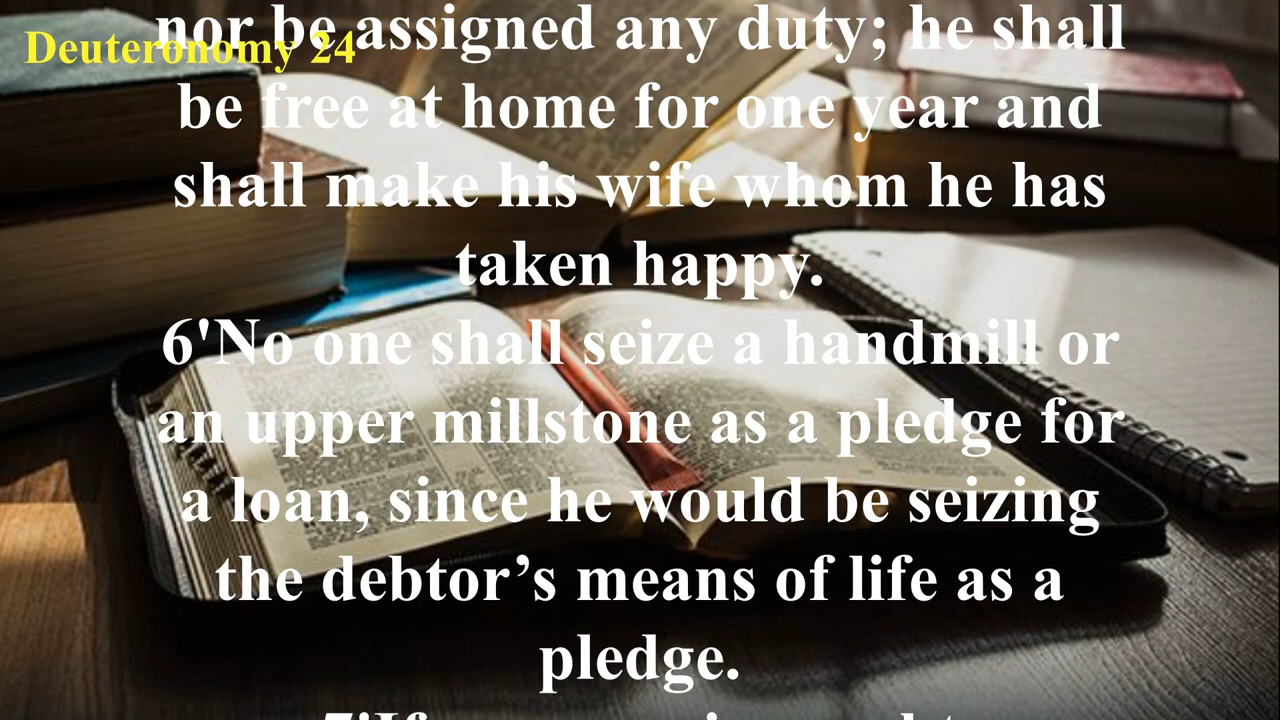 Deuteronomy 24
nor be assigned any duty; he shall
be free at home for one year and
shall make his wife whom he has
taken happy.
6'No one shall seize a handmill or
an upper millstone as a pledge for
a loan, since he would be seizing
the debtor’s means of life as a
pledge.